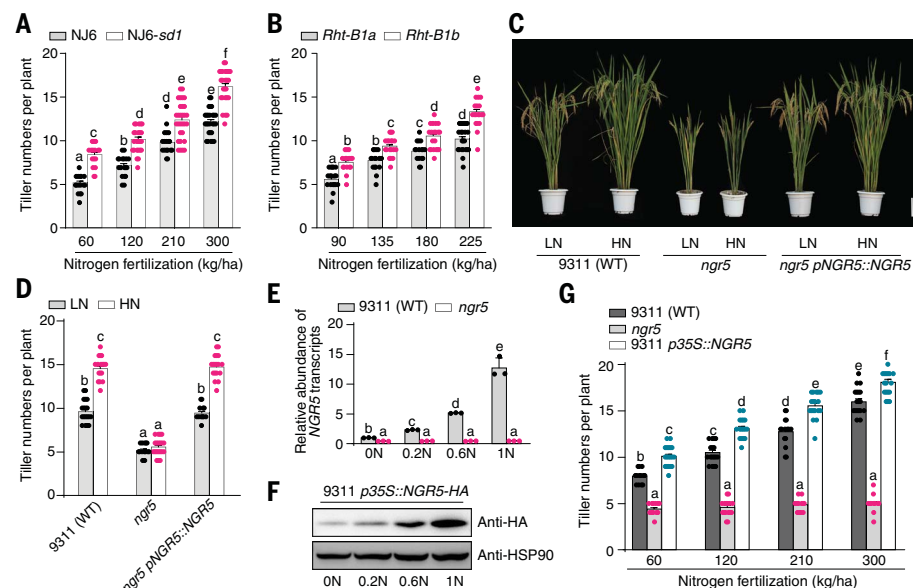 A
NJ6 NJ6-sd1
Tiller numbers per plant
20
15
10
5
0
a c b d c e d f
60 120 210 300
Nitrogen fertilization (kg/ha)
B
Rht-B1a Rht-B1b
Tiller numbers per plant
20
15
10
5
0
a b b c c d d e
90 135 180 225
Nitrogen fertilization (kg/ha)
C
LN HN LN HN LN HN
9311 (WT) ngr5 ngr5 pNGR5::NGR5
D
LN HN
Tiller numbers per plant
20
15
10
5
0
b c a a b c
9311 (WT) ngr5 ngr5 pNGR5::NGR5
E
9311 (WT) ngr5
Relative abundance of
NGR5 transcripts
20
15
10
5
0
b a c a d a e a
0N 0.2N 0.6N 1N
F
9311 p35S::NGR5-HA
Anti-HA
Anti-HSP90
0N 0.2N 0.6N 1N
G
9311 (WT)
ngr5
9311 p35S::NGR5
Tiller numbers per plant
20
15
10
5
0
b a c c a d d a e e a f
60 120 210 300
Nitrogen fertilization (kg/ha)